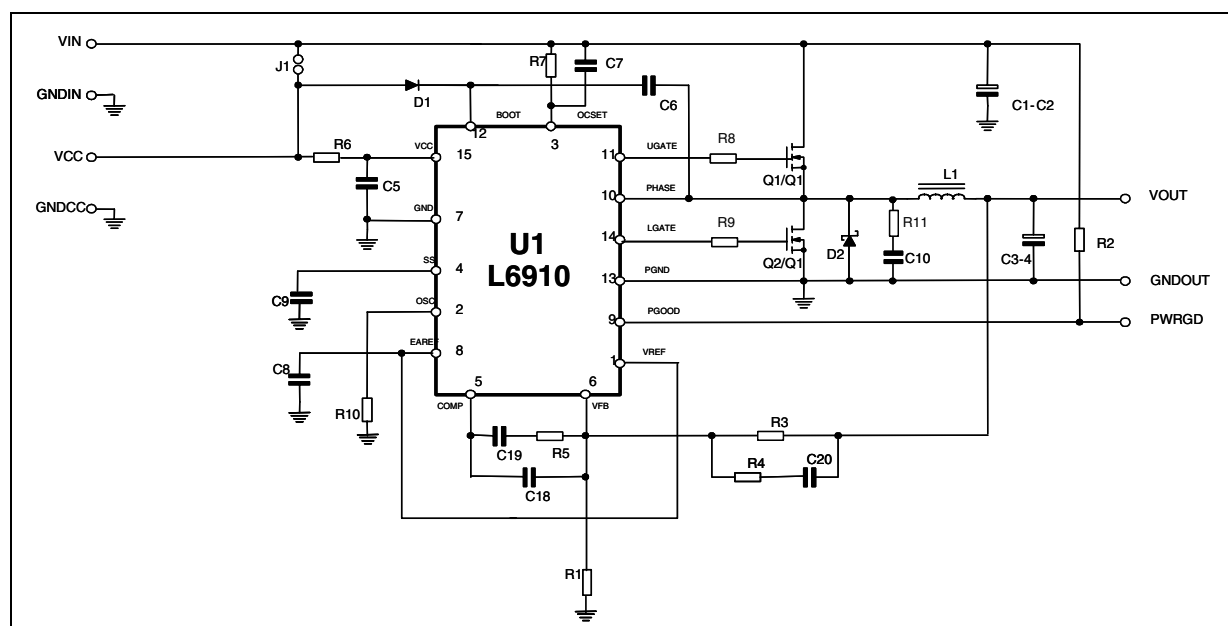 VIN
J1
R7
C7
GNDIN
D1
C6
C1-C2
BOOT
OCSET
12
3
VCC
R6
VCC
15
11
UGATE
R8
Q1/Q1
C5
GNDCC
GND
7
10
PHASE
L1
VOUT
U1
L6910
14
LGATE
R9
Q2/Q1
D2
R11
C10
C3-4
R2
SS
4
13
PGND
GNDOUT
C9
OSC
2
9
PGOOD
PWRGD
C8
EAREF
8
1
VREF
R10
5
6
COMP
VFB
C19
R5
R3
C18
R4
C20
R1